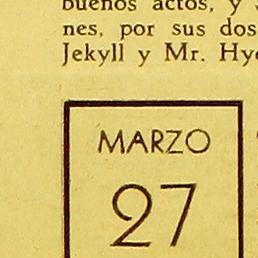 buenos actos, y
nes, por sus dos
Jekyll y Mr. Hy
MARZO
27